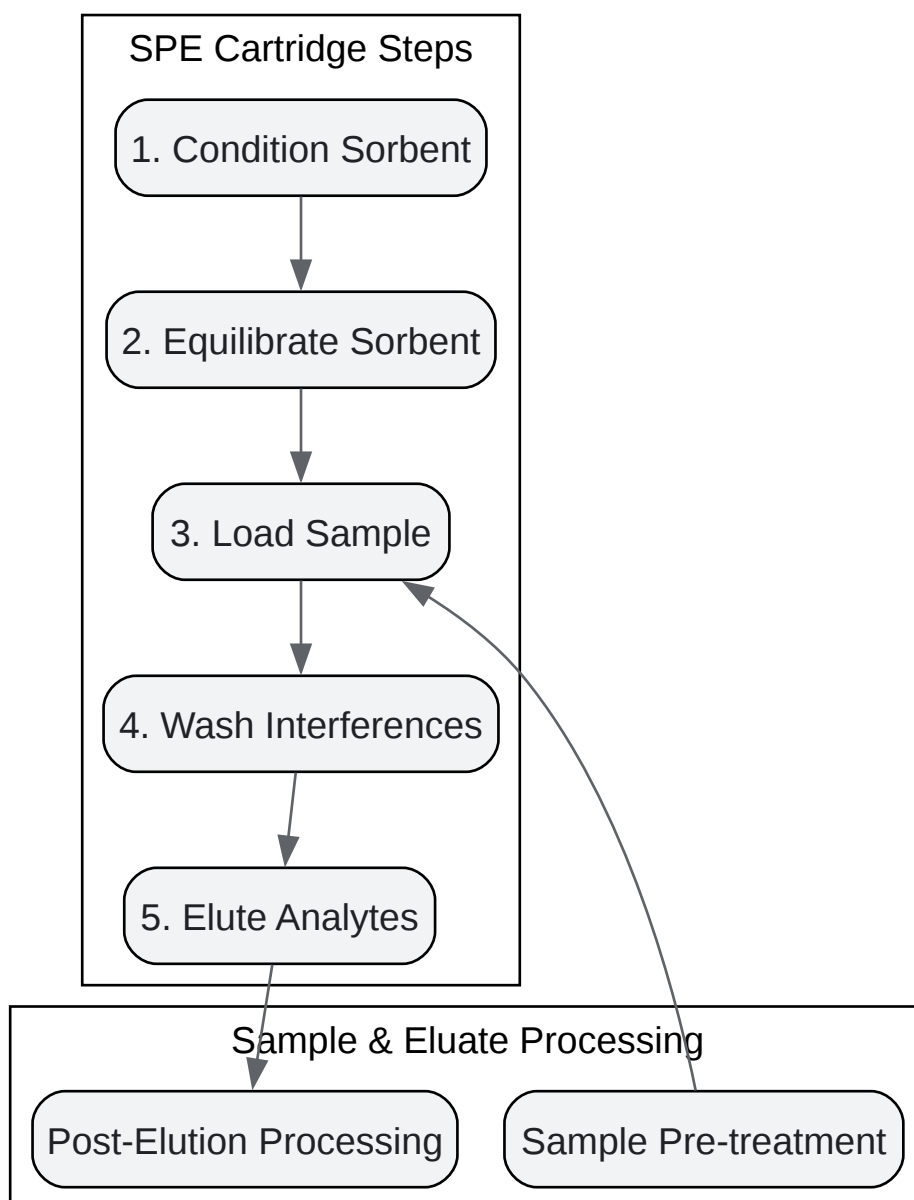 SPE Cartridge Steps
1. Condition Sorbent
2. Equilibrate Sorbent
3. Load Sample
4. Wash Interferences
5. Elute Analytes
Sample & Eluate Processing
Post-Elution Processing
Sample Pre-treatment